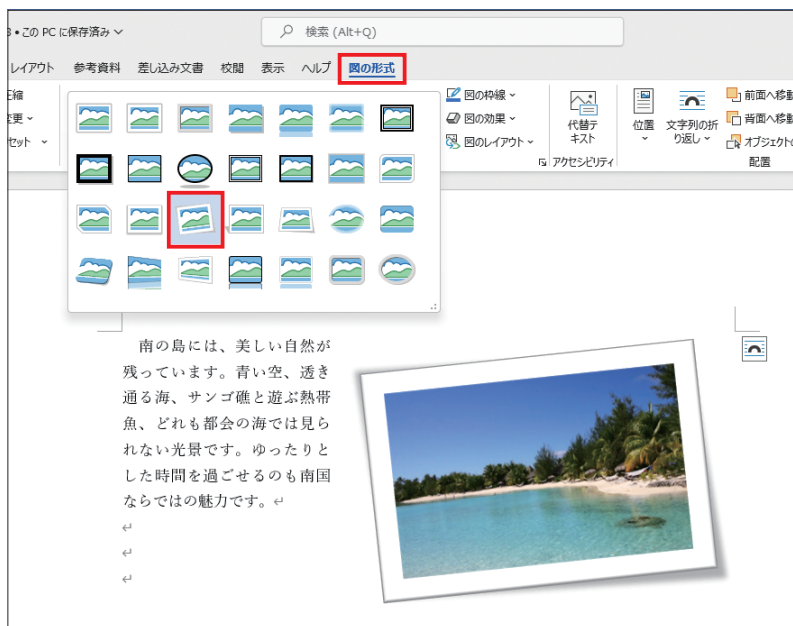 • この PC に保存済み
検索 (Alt+Q)
レイアウト 参考資料 差し込み文書 校閲 表示 ヘルプ 図の形式
図の枠線
図の効果
図のレイアウト
代替テ
キスト
アクセシビリティ
位置
文字列の折
り返し
前面へ移動
背面へ移動
オブジェクトの
配置
南の島には、美しい自然が
残っています。青い空、透き
通る海、サンゴ礁と遊ぶ熱帯
魚、どれも都会の海では見ら
れない光景です。ゆったりと
した時間を過ごせるのも南国
ならではの魅力です。↵
↵
↵
↵